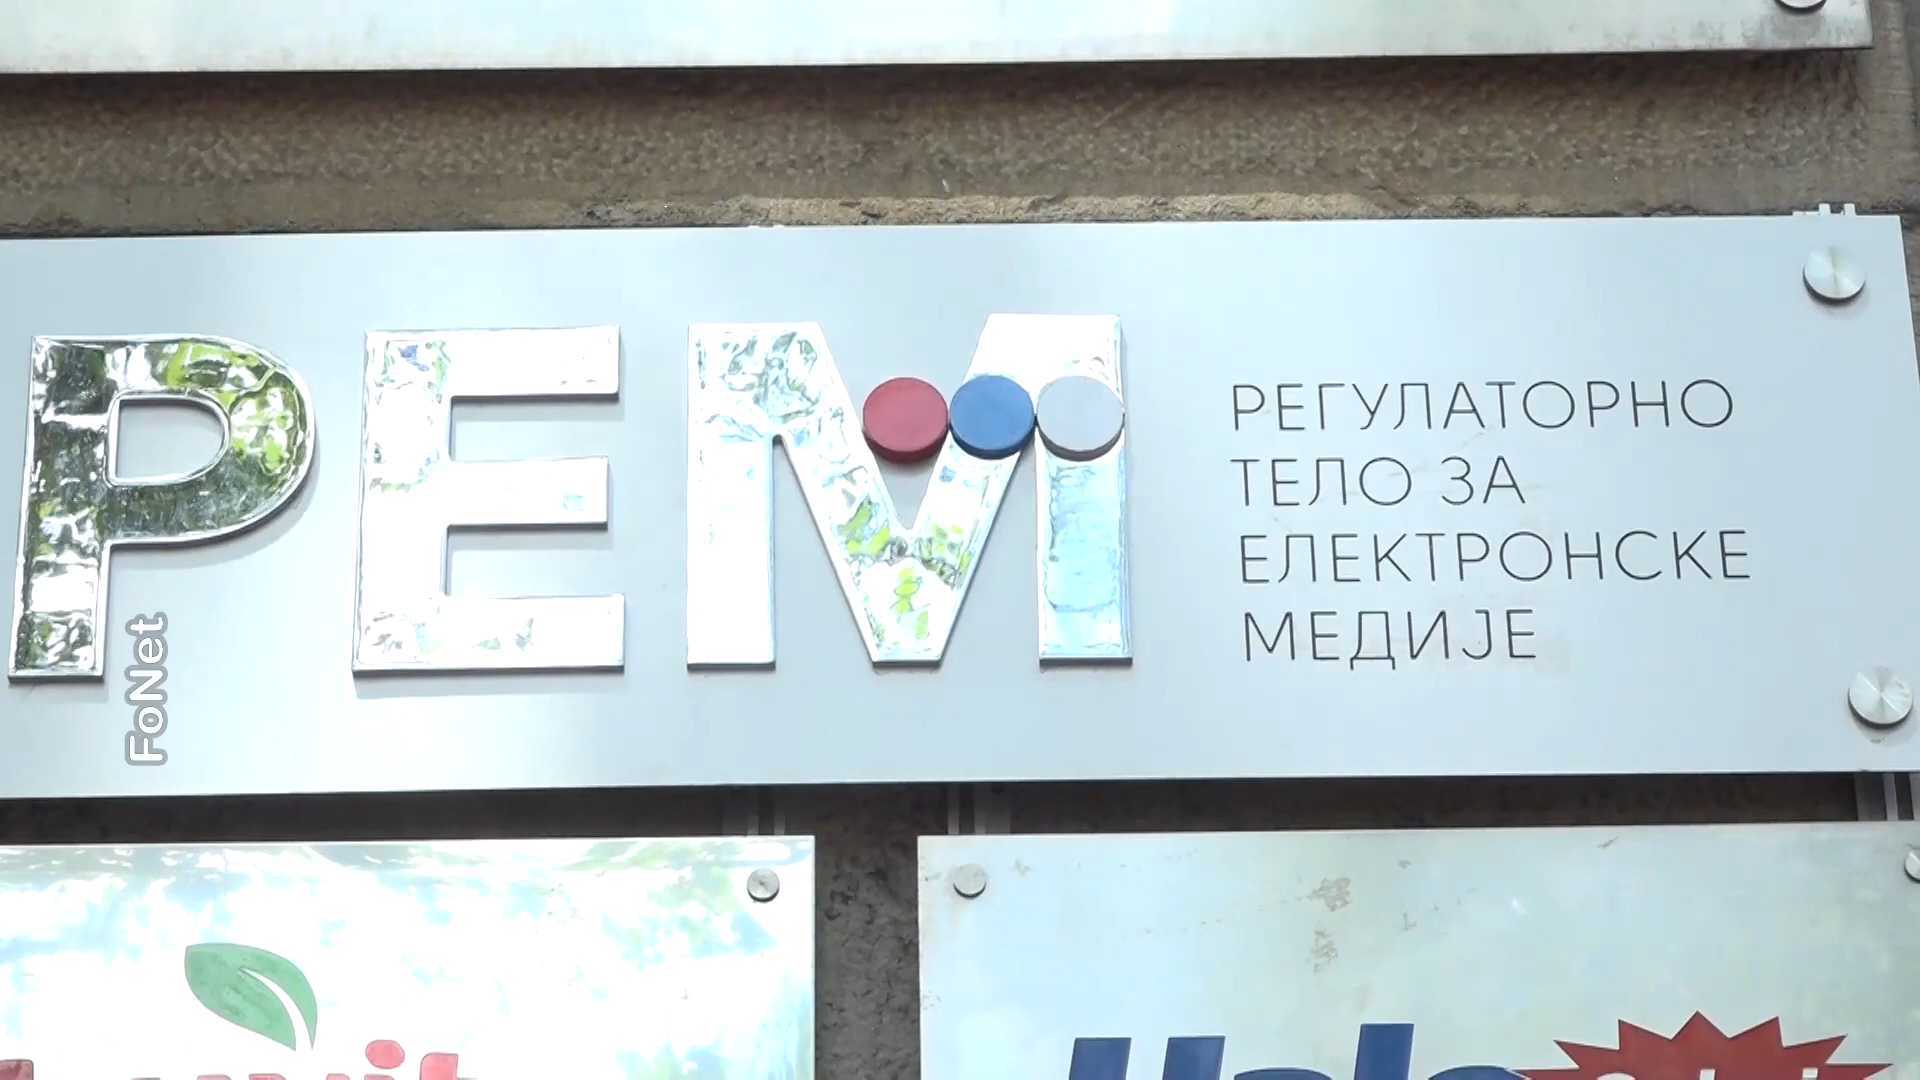 РЕМ
РЕГУЛАТОРНО
ТЕЛО ЗА
ЕЛЕКТРОНСКЕ
МЕДИЈЕ
FoNet